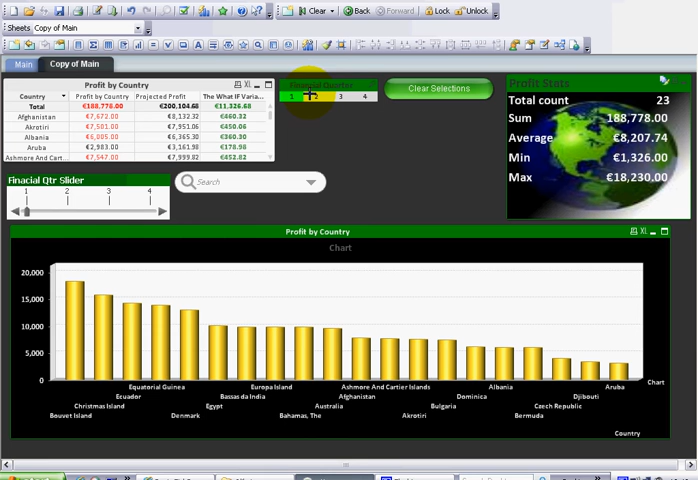 Clear Back Forward Lock Unlock
Sheets Copy of Main
Main Copy of Main
Profit by Country XL
Country Profit by Country Projected Profit The What IF Varia...
Total €188,778.00 €200,104.68 €11,326.68
Afghanistan €7,672.00 €8,132.32 €460.32
Akrotiri €7,501.00 €7,951.06 €450.06
Albania €6,005.00 €6,365.30 €360.30
Aruba €2,983.00 €3,161.98 €178.98
Ashmore And Cart... €7,547.00 €7,999.82 €452.82
Financial Quarter
1 2 3 4
Clear Selections
Profit Stats
Total count 23
Sum 188,778.00
Average €8,207.74
Min €1,326.00
Max €18,230.00
Finacial Qtr Slider
1 2 3 4
Search
Profit by Country XL
Chart
20,000
15,000
10,000
5,000
0
Equatorial Guinea Europa Island Ashmore And Cartier Islands Albania Aruba Chart
Ecuador Bassas da India Afghanistan Dominica Djibouti
Christmas Island Egypt Australia Bulgaria Czech Republic
Bouvet Island Denmark Bahamas, The Akrotiri Bermuda
Country